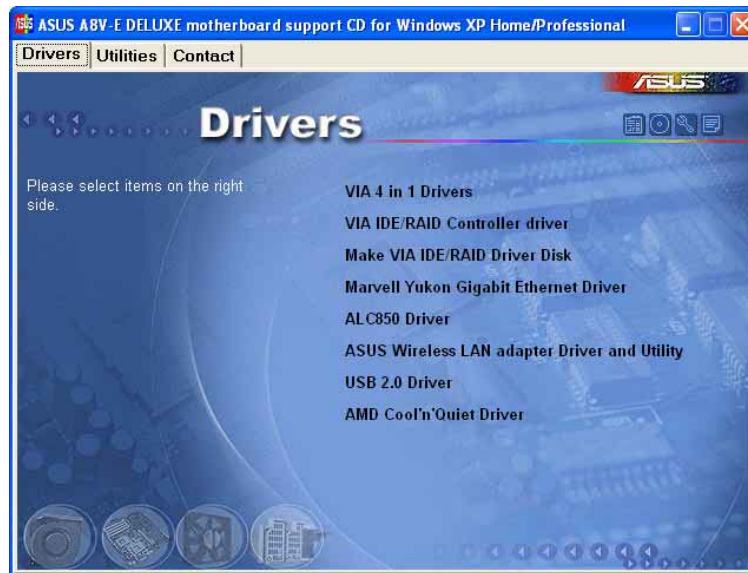 ASUS A8V-E DELUXE motherboard support CD for Windows XP Home/Professional
Drivers Utilities Contact
ASUS
Drivers
Please select items on the right
side.
VIA 4 in 1 Drivers
VIA IDE/RAID Controller driver
Make VIA IDE/RAID Driver Disk
Marvell Yukon Gigabit Ethernet Driver
ALC850 Driver
ASUS Wireless LAN adapter Driver and Utility
USB 2.0 Driver
AMD Cool'n'Quiet Driver